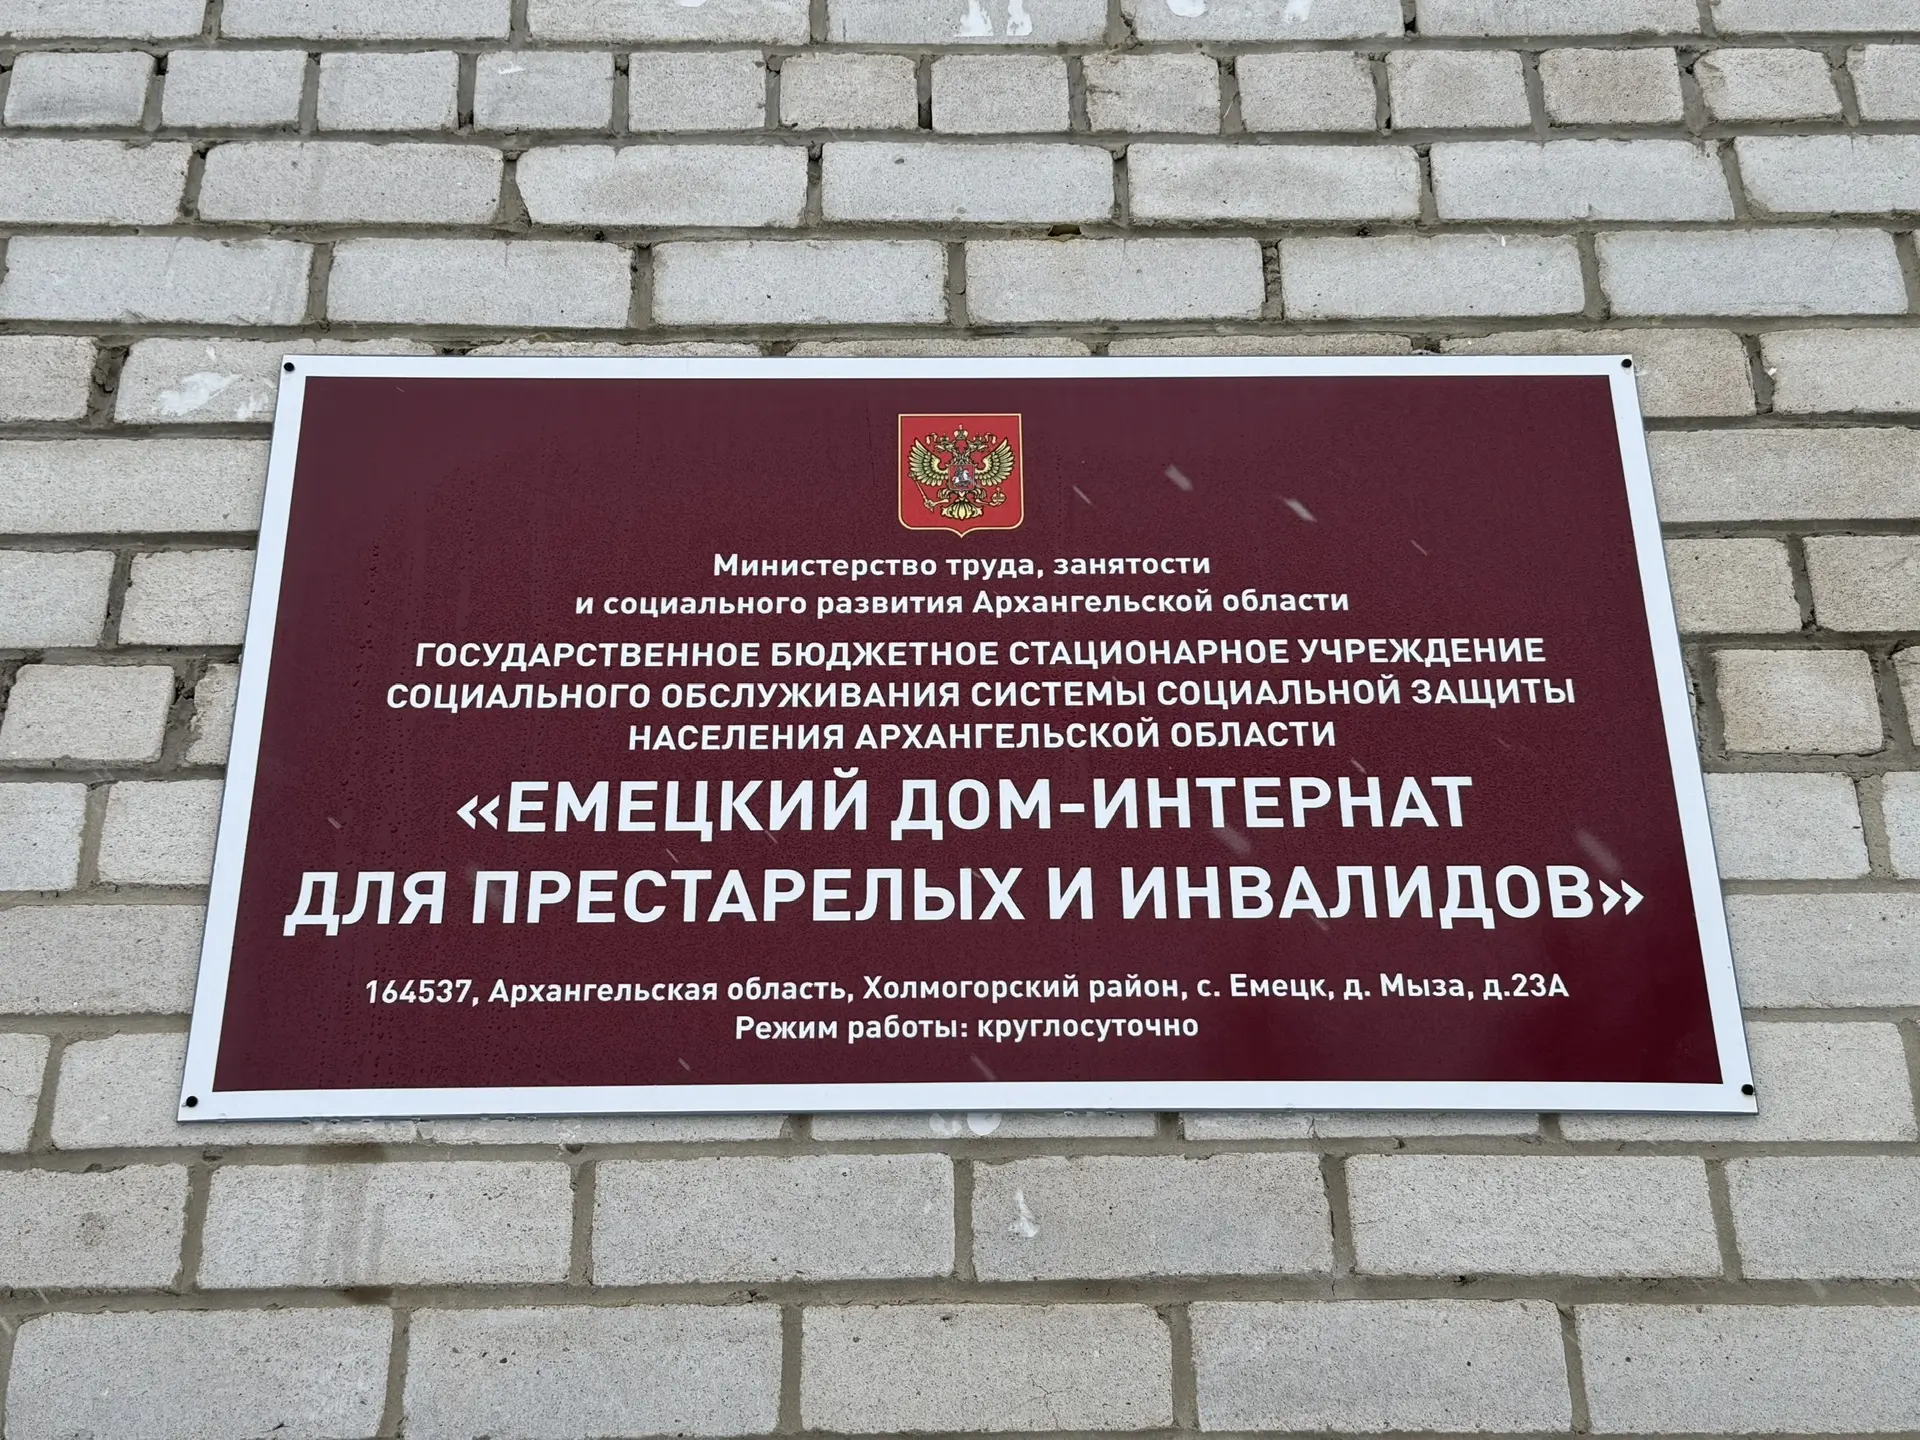 Министерство труда, занятости
и социального развития Архангельской области
ГОСУДАРСТВЕННОЕ БЮДЖЕТНОЕ СТАЦИОНАРНОЕ УЧРЕЖДЕНИЕ
СОЦИАЛЬНОГО ОБСЛУЖИВАНИЯ СИСТЕМЫ СОЦИАЛЬНОЙ ЗАЩИТЫ
НАСЕЛЕНИЯ АРХАНГЕЛЬСКОЙ ОБЛАСТИ
«ЕМЕЦКИЙ ДОМ-ИНТЕРНАТ
ДЛЯ ПРЕСТАРЕЛЫХ И ИНВАЛИДОВ»
164537, Архангельская область, Холмогорский район, с. Емецк, д. Мыза, д.23А
Режим работы: круглосуточно